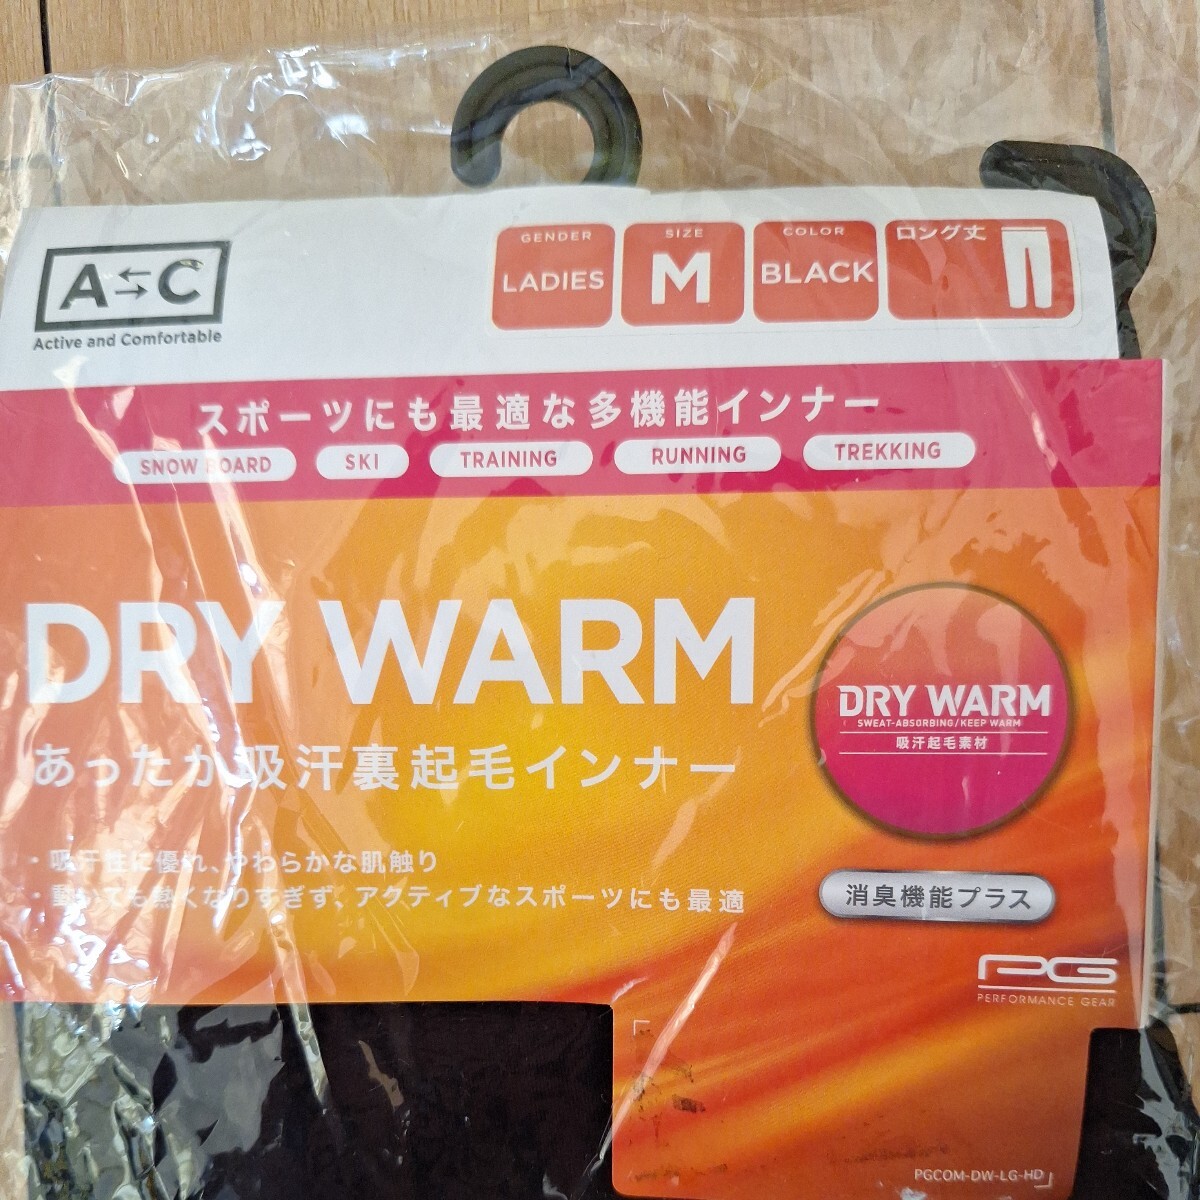 A⇆C
Active and Comfortable
GENDER
LADIES
SIZE
M
COLOR
BLACK
ロング丈
スポーツにも最適な多機能インナー
SNOW BOARD
SKI
TRAINING
RUNNING
TREKKING
DRY WARM
あったか吸汗裏起毛インナー
・吸汗性に優れ、やわらかな肌触り
・動いても熱くなりすぎず、アクティブなスポーツにも最適
DRY WARM
SWEAT-ABSORBING/KEEP WARM
吸汗起毛素材
消臭機能プラス
PG
PERFORMANCE GEAR
PGCOM-DW-LG-HD